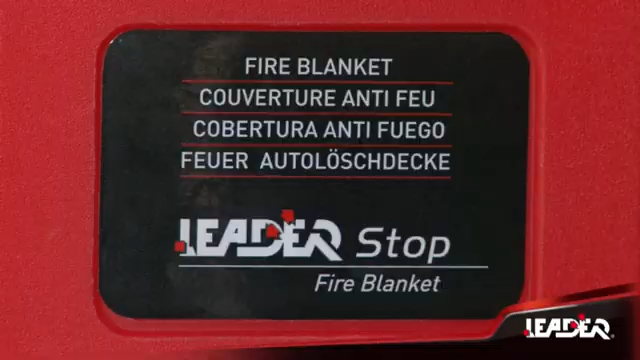 FIRE BLANKET
COUVERTURE ANTI FEU
COBERTURA ANTI FUEGO
FEUER AUTOLÖSCHDECKE
LEADER Stop
Fire Blanket
LEADER®